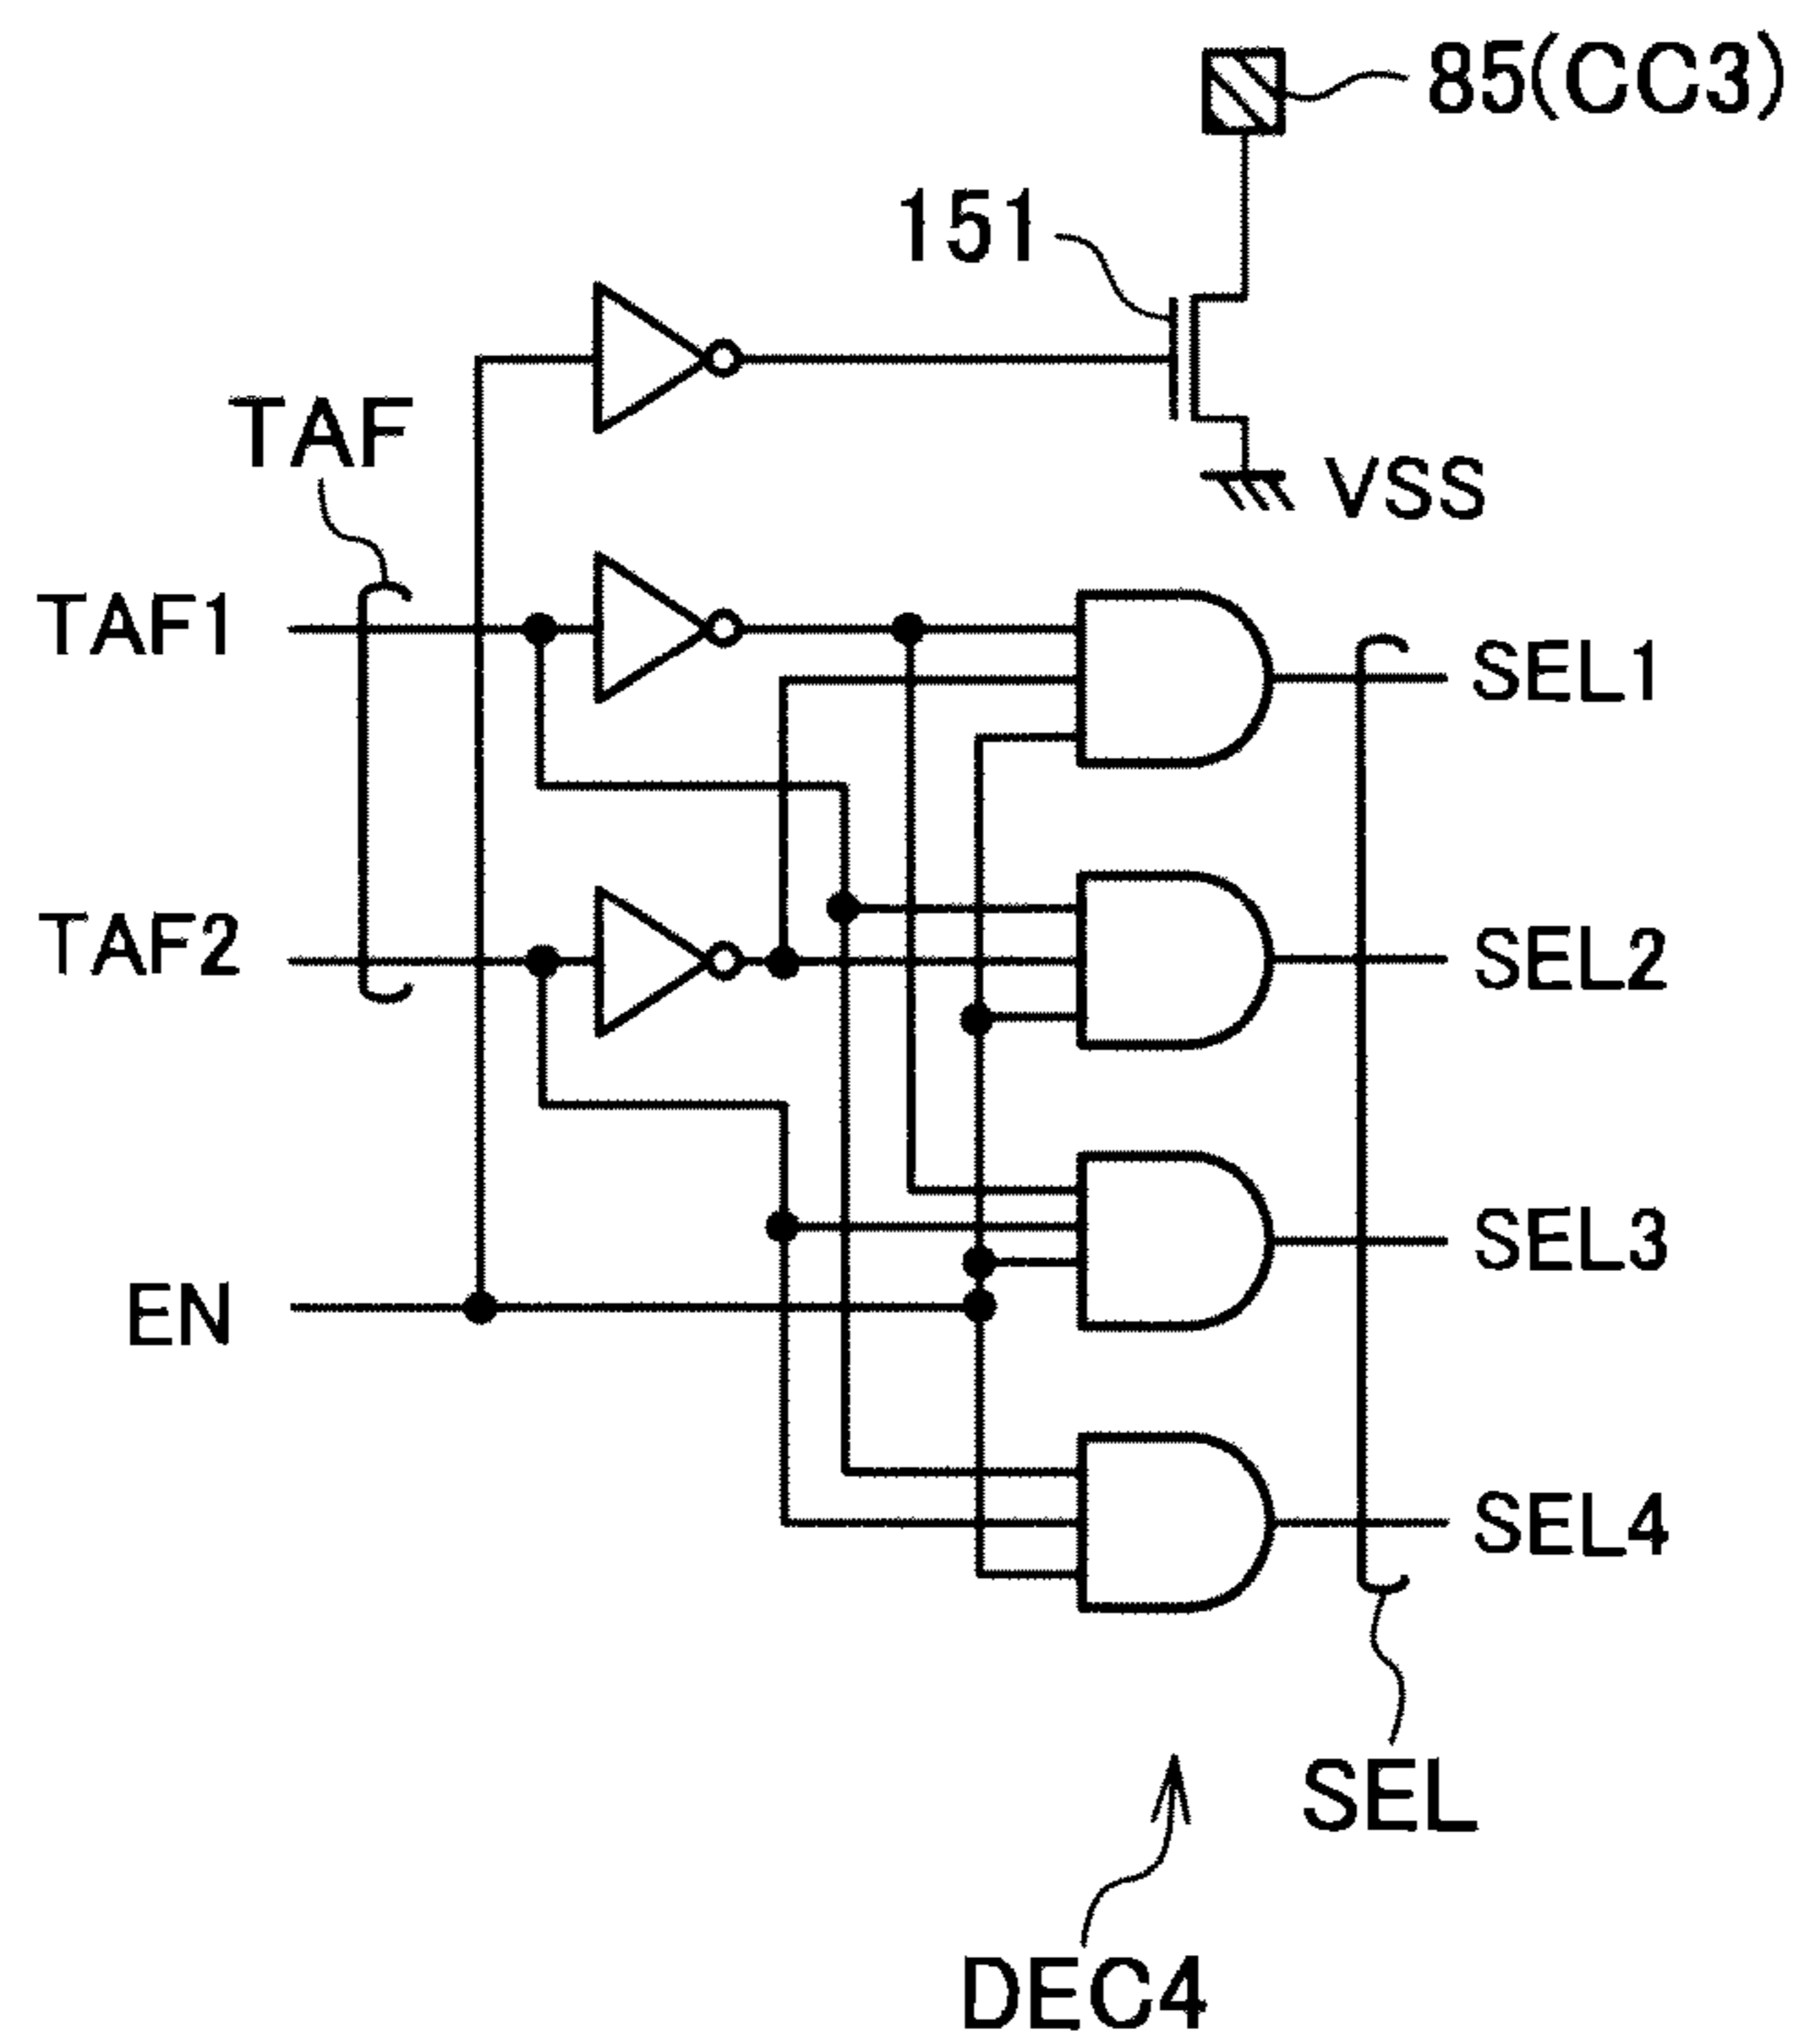 85(CC3)
151
TAF
VSS
TAF1
SEL1
TAF2
SEL2
SEL3
EN
SEL4
SEL
DEC4